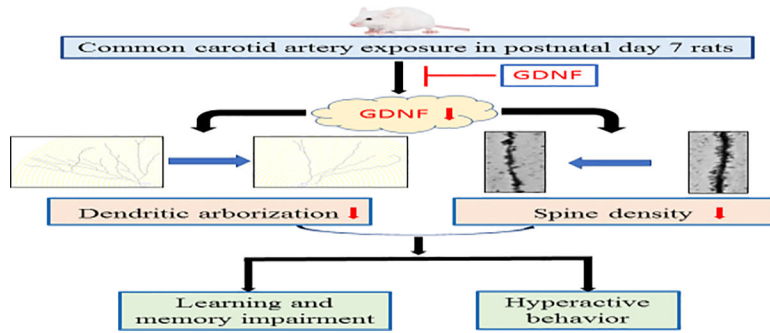 Common carotid artery exposure in postnatal day 7 rats
GDNF
GDNF
Dendritic arborization
Spine density
Learning and
memory impairment
Hyperactive
behavior